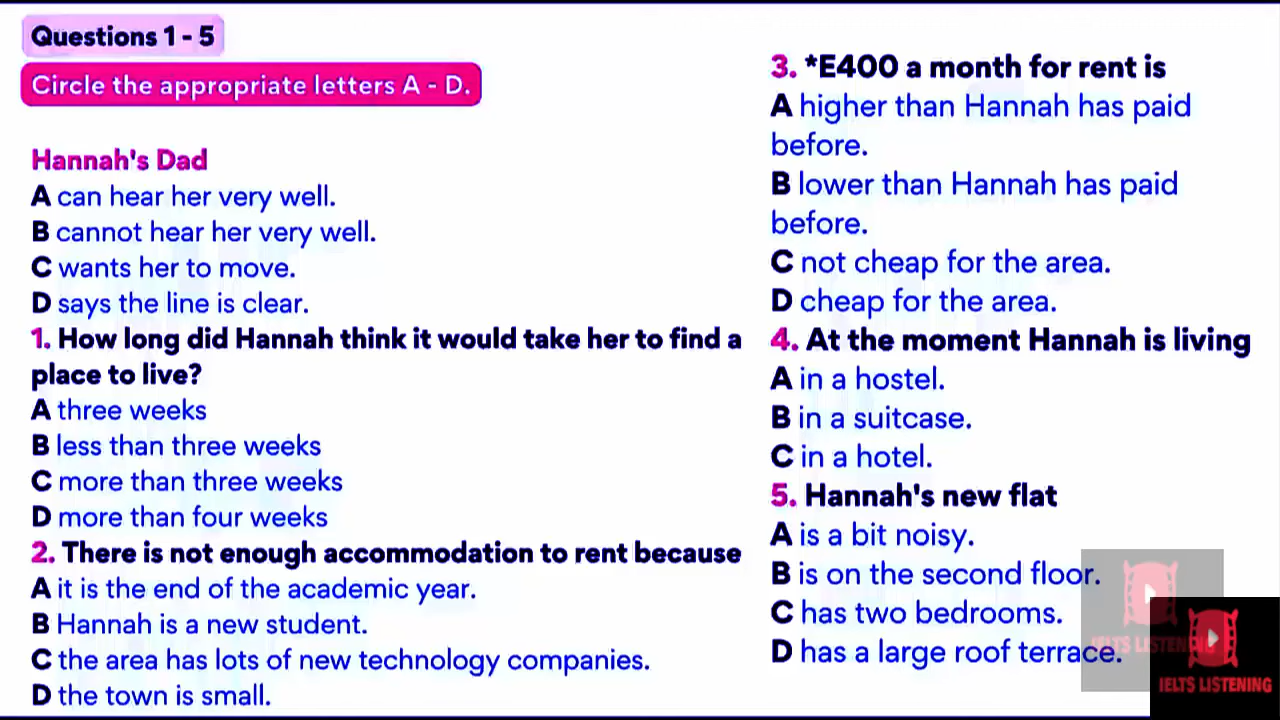 Questions 1 - 5
Circle the appropriate letters A - D.
Hannah's Dad
A can hear her very well.
B cannot hear her very well.
C wants her to move.
D says the line is clear.
1. How long did Hannah think it would take her to find a
place to live?
A three weeks
B less than three weeks
C more than three weeks
D more than four weeks
2. There is not enough accommodation to rent because
A it is the end of the academic year.
B Hannah is a new student.
C the area has lots of new technology companies.
D the town is small.
3. *E400 a month for rent is
A higher than Hannah has paid
before.
B lower than Hannah has paid
before.
C not cheap for the area.
D cheap for the area.
4. At the moment Hannah is living
A in a hostel.
B in a suitcase.
C in a hotel.
5. Hannah's new flat
A is a bit noisy.
B is on the second floor.
C has two bedrooms.
D has a large roof terrace.
IELTS LISTENING
IELTS LISTENING